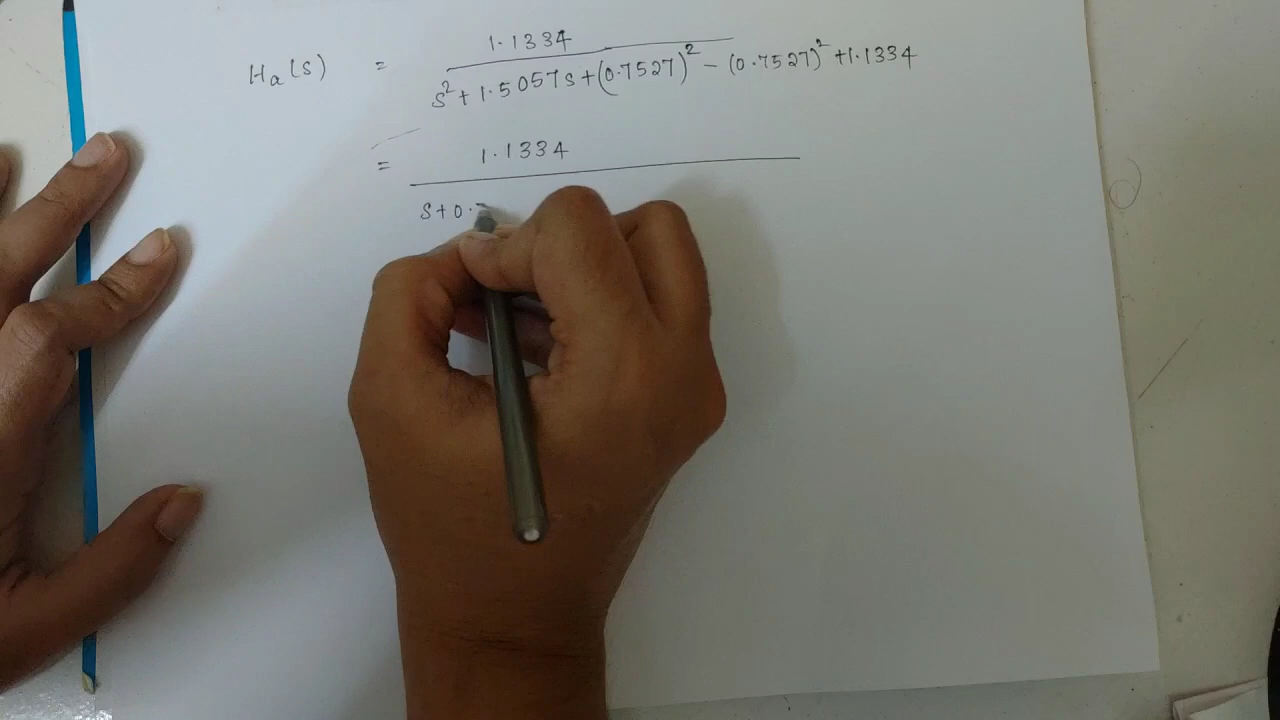 Ha(s) = 1.1334
s² + 1.5057s + (0.7527)² - (0.7527)² + 1.1334
= 1.1334
s+0.